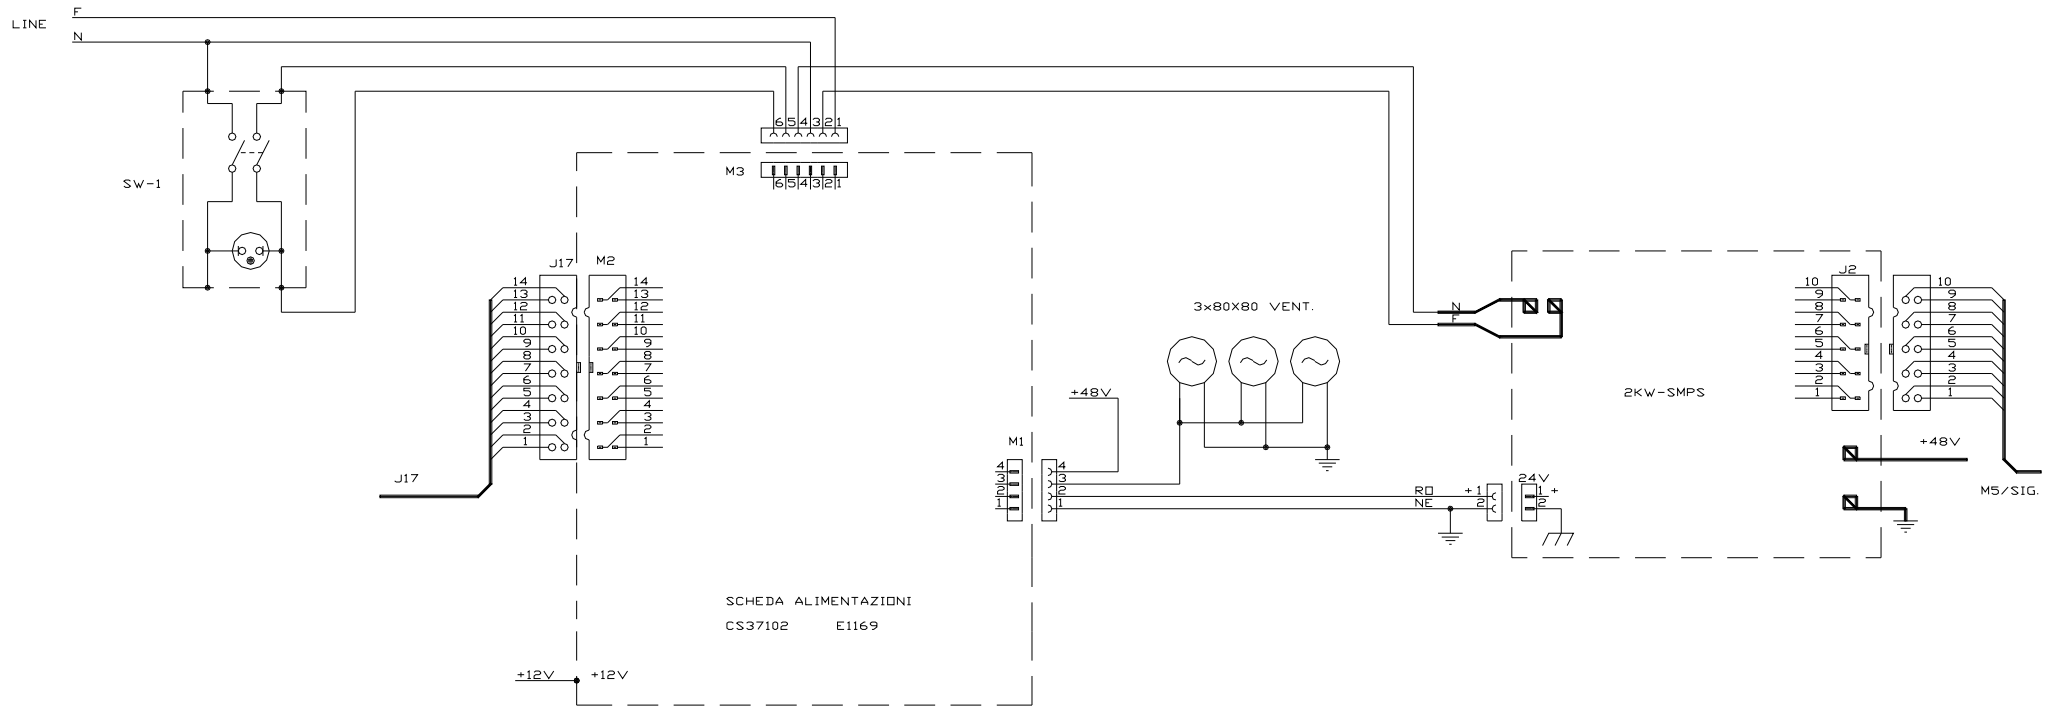 F
LINE
N
6 5 4 3 2 1
M3
6 5 4 3 2 1
SW-1
J17
M2
14
13
12
11
10
9
8
7
6
5
4
3
2
1
14
13
12
11
10
9
8
7
6
5
4
3
2
1
J17
3x80X80 VENT.
+48V
M1
4
3
2
1
4
3
2
1
RO
NE
+ 1
2
24V
1 +
2
N
F
2KW-SMPS
J2
10
9
8
7
6
5
4
3
2
1
10
9
8
7
6
5
4
3
2
1
+48V
M5/SIG.
SCHEDA ALIMENTAZIONI
CS37102 E1169
+12V +12V